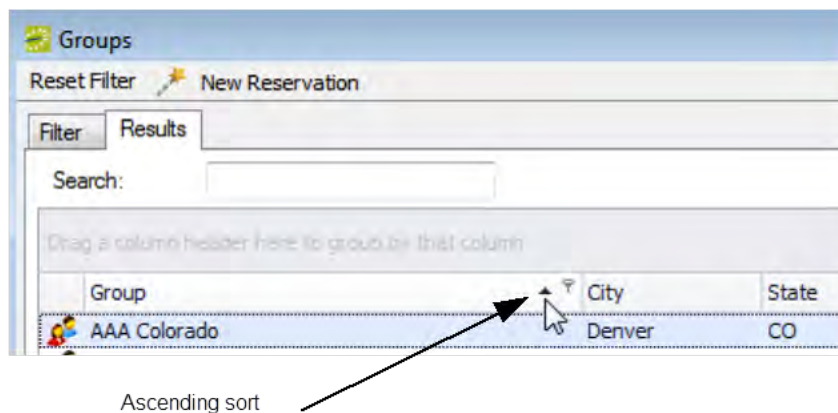 Groups
Reset Filter New Reservation
Filter Results
Search:
Drag a column header here to group by that column
Group City State
AAA Colorado Denver CO
Ascending sort